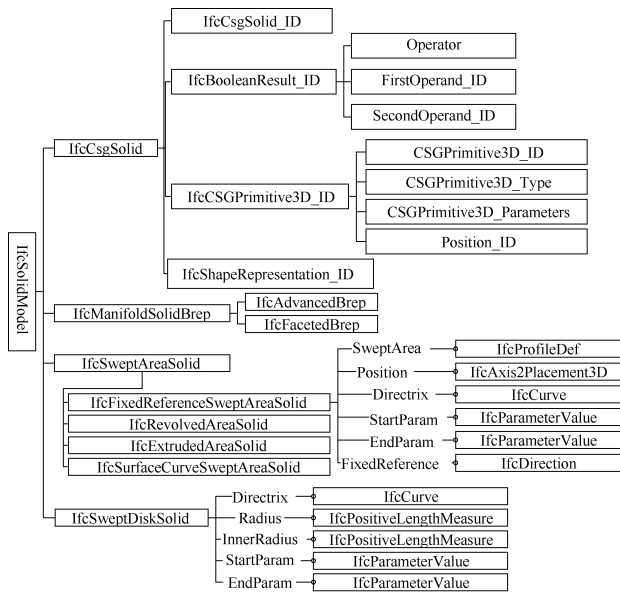 IfcSolidModel
IfcCsgSolid
IfcCsgSolid_ID
IfcBooleanResult_ID
Operator
FirstOperand_ID
SecondOperand_ID
IfcCSGPrimitive3D_ID
CSGPrimitive3D_ID
CSGPrimitive3D_Type
CSGPrimitive3D_Parameters
Position_ID
IfcShapeRepresentation_ID
IfcManifoldSolidBrep
IfcAdvancedBrep
IfcFacetedBrep
IfcSweptAreaSolid
IfcFixedReferenceSweptAreaSolid
SweptArea IfcProfileDef
Position IfcAxis2Placement3D
Directrix IfcCurve
StartParam IfcParameterValue
EndParam IfcParameterValue
FixedReference IfcDirection
IfcRevolvedAreaSolid
IfcExtrudedAreaSolid
IfcSurfaceCurveSweptAreaSolid
IfcSweptDiskSolid
Directrix IfcCurve
Radius IfcPositiveLengthMeasure
InnerRadius IfcPositiveLengthMeasure
StartParam IfcParameterValue
EndParam IfcParameterValue